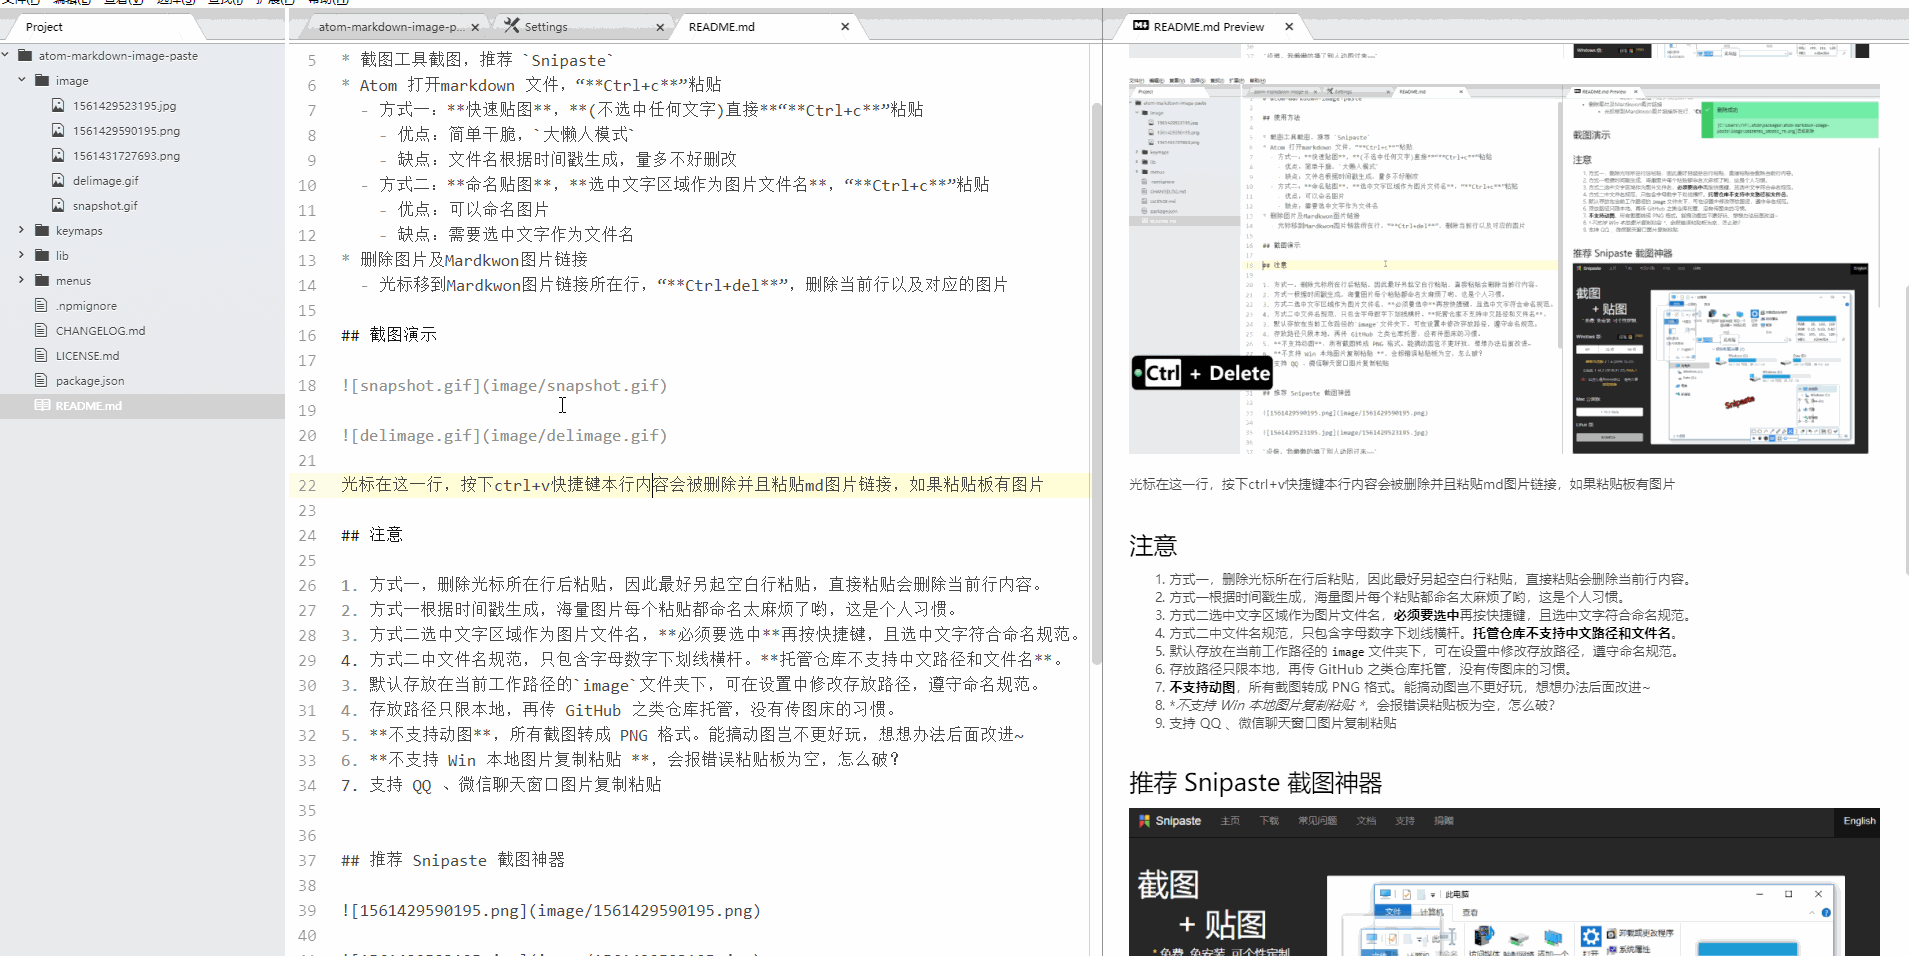 Project
atom-markdown-image-paste
image
1561429523195.jpg
1561429590195.png
1561431727693.png
delimage.gif
snapshot.gif
keymaps
lib
menus
.npmignore
CHANGELOG.md
LICENSE.md
package.json
README.md
atom-markdown-image-p...
Settings
README.md
5 * 截图工具截图，推荐 `Snipaste`
6 * Atom 打开markdown 文件，“**Ctrl+c**”粘贴
7 - 方式一：**快速贴图**，**(不选中任何文字)直接**“**Ctrl+c**”粘贴
8 - 优点：简单干脆,`大懒人模式`
9 - 缺点：文件名根据时间戳生成，量多不好删改
10 - 方式二：**命名贴图**，**选中文字区域作为图片文件名**，“**Ctrl+c**”粘贴
11 - 优点：可以命名图片
12 - 缺点：需要选中文字作为文件名
13 * 删除图片及Mardkwon图片链接
14 - 光标移到Mardkwon图片链接所在行，“**Ctrl+del**”，删除当前行以及对应的图片
15
16 ## 截图演示
17
18 ![snapshot.gif](image/snapshot.gif)
19
20 ![delimage.gif](image/delimage.gif)
21
22 光标在这一行，按下ctrl+v快捷键本行内容会被删除并且粘贴md图片链接，如果粘贴板有图片
23
24 ## 注意
25
26 1. 方式一，删除光标所在行后粘贴，因此最好另起空白行粘贴，直接粘贴会删除当前行内容。
27 2. 方式一根据时间戳生成，海量图片每个粘贴都命名太麻烦了哟，这是个人习惯。
28 3. 方式二选中文字区域作为图片文件名，**必须要选中**再按快捷键，且选中文字符合命名规范。
29 4. 方式二中文件名规范，只包含字母数字下划线横杆。**托管仓库不支持中文路径和文件名**。
30 3. 默认存放在当前工作路径的`image`文件夹下，可在设置中修改存放路径，遵守命名规范。
31 4. 存放路径只限本地，再传 GitHub 之类仓库托管，没有传图床的习惯。
32 5. **不支持动图**，所有截图转成 PNG 格式。能搞动图岂不更好玩，想想办法后面改进~
33 6. **不支持 Win 本地图片复制粘贴 **，会报错误粘贴板为空，怎么破？
34 7. 支持 QQ 、微信聊天窗口图片复制粘贴
35
36
37 ## 推荐 Snipaste 截图神器
38
39 ![1561429590195.png](image/1561429590195.png)
40
README.md Preview
Ctrl + Delete
光标在这一行，按下ctrl+v快捷键本行内容会被删除并且粘贴md图片链接，如果粘贴板有图片
注意
1. 方式一，删除光标所在行后粘贴，因此最好另起空白行粘贴，直接粘贴会删除当前行内容。
2. 方式一根据时间戳生成，海量图片每个粘贴都命名太麻烦了哟，这是个人习惯。
3. 方式二选中文字区域作为图片文件名，必须要选中再按快捷键，且选中文字符合命名规范。
4. 方式二中文件名规范，只包含字母数字下划线横杆。托管仓库不支持中文路径和文件名。
5. 默认存放在当前工作路径的 image 文件夹下，可在设置中修改存放路径，遵守命名规范。
6. 存放路径只限本地，再传 GitHub 之类仓库托管，没有传图床的习惯。
7. 不支持动图，所有截图转成 PNG 格式。能搞动图岂不更好玩，想想办法后面改进~
8. *不支持 Win 本地图片复制粘贴 *，会报错误粘贴板为空，怎么破？
9. 支持 QQ 、微信聊天窗口图片复制粘贴
推荐 Snipaste 截图神器
Snipaste 主页 下载 常见问题 文档 支持 捐赠 English
截图
+ 贴图
此电脑
文件 计算机 查看
卸载或更改程序
系统属性